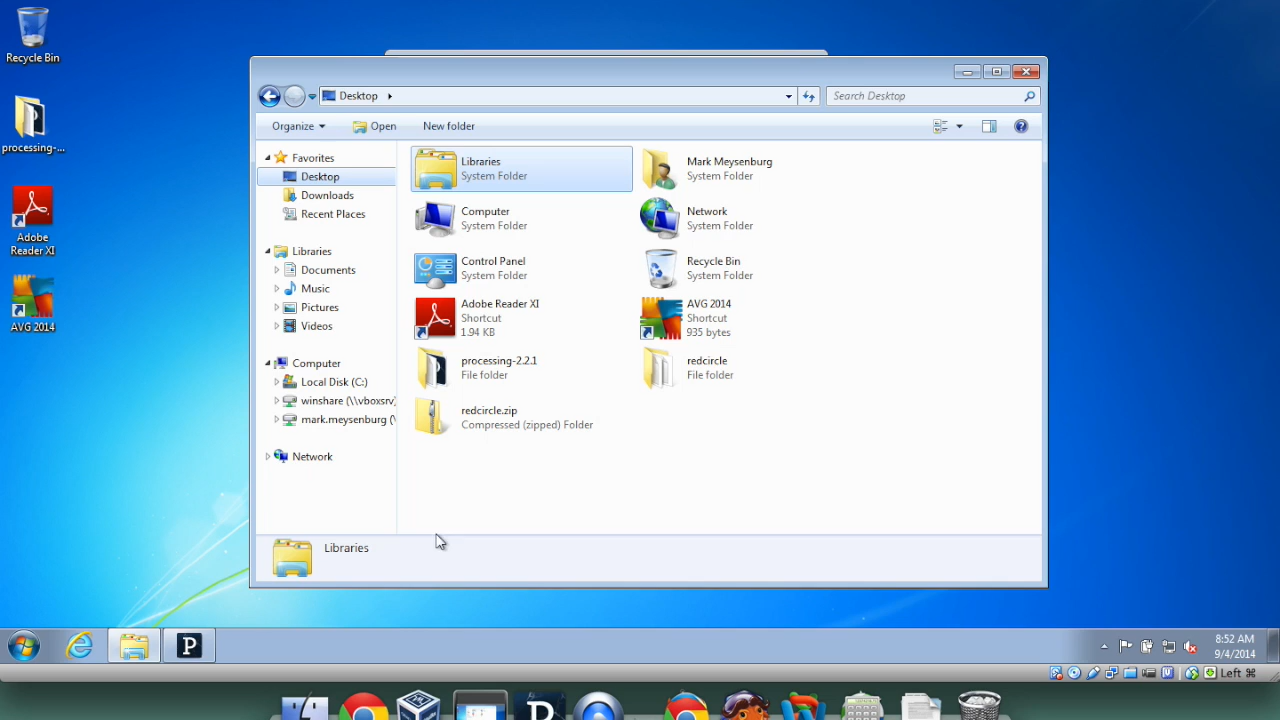 Recycle Bin
processing-...
Adobe
Reader XI
AVG 2014
Desktop
Search Desktop
Organize
Open
New folder
Favorites
Desktop
Downloads
Recent Places
Libraries
Documents
Music
Pictures
Videos
Computer
Local Disk (C:)
winshare (\\vboxsrv)
mark.meysenburg (\
Network
Libraries
System Folder
Mark Meysenburg
System Folder
Computer
System Folder
Network
System Folder
Control Panel
System Folder
Recycle Bin
System Folder
Adobe Reader XI
Shortcut
1.94 KB
AVG 2014
Shortcut
935 bytes
processing-2.2.1
File folder
redcircle
File folder
redcircle.zip
Compressed (zipped) Folder
Libraries
P
8:52 AM
9/4/2014
Left ⌘